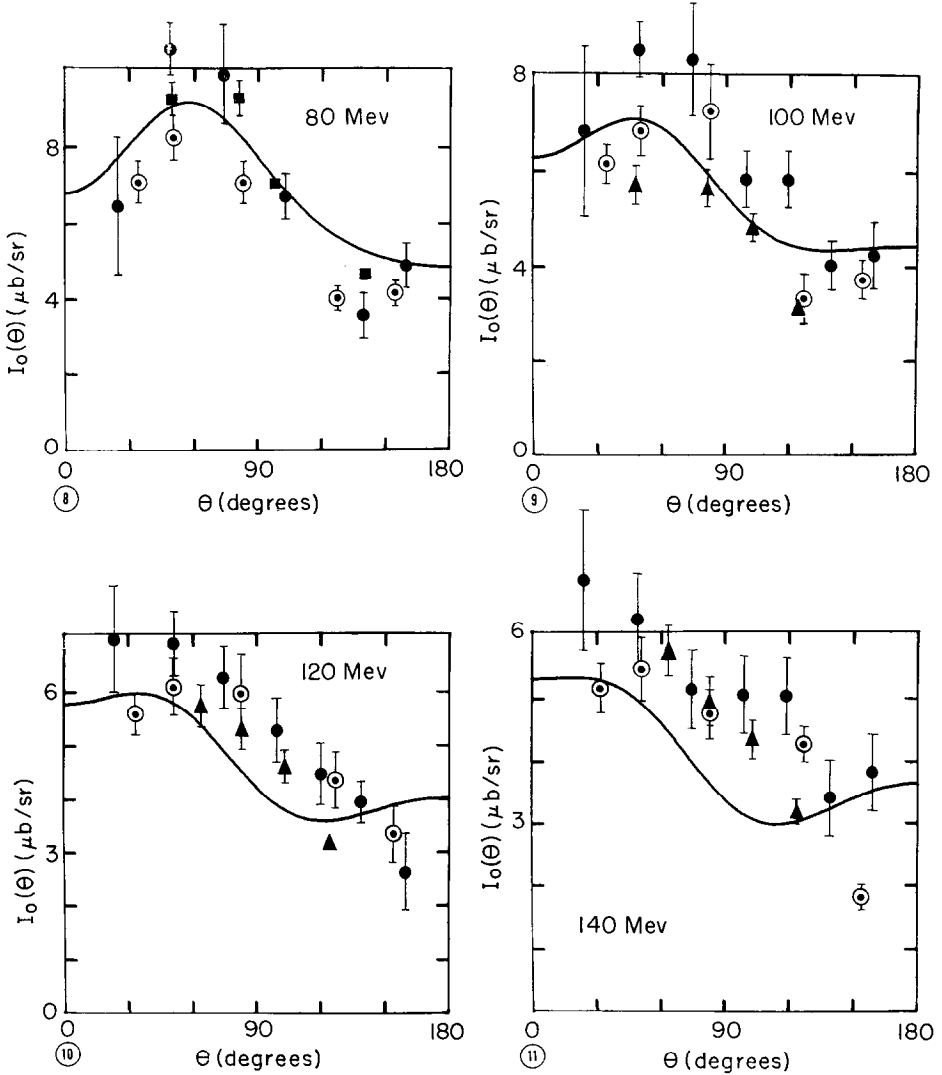 80 Mev
8
4
0
I₀(θ) (μb/sr)
0
90
180
θ (degrees)
8
100 Mev
8
4
0
I₀(θ) (μb/sr)
0
90
180
θ (degrees)
9
120 Mev
6
3
0
I₀(θ) (μb/sr)
0
90
180
θ (degrees)
10
140 Mev
6
3
I₀(θ) (μb/sr)
0
90
180
θ (degrees)
11